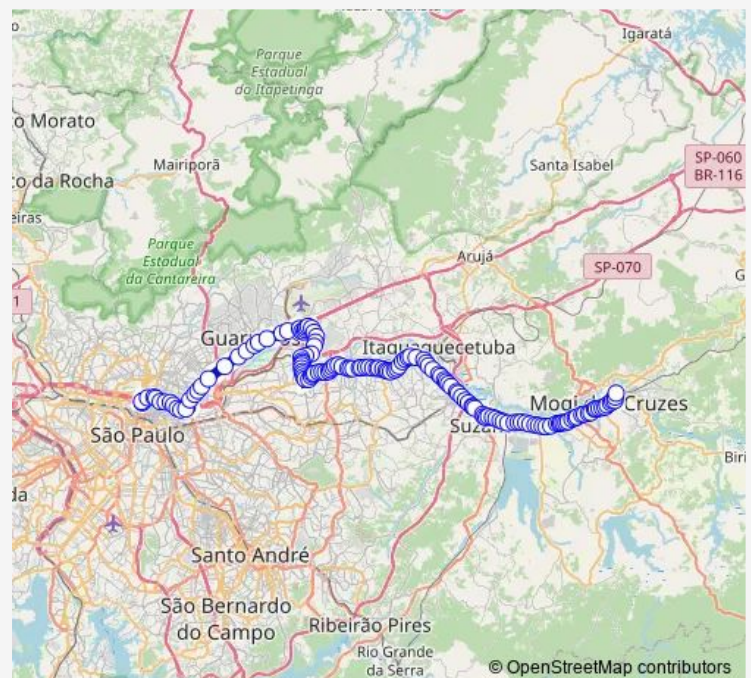 Igaratá
Parque
Estadual
do Itapetinga
o Morato
Mairiporã
Santa Isabel
SP-060
BR-116
co da Rocha
eiras
Parque
Estadual
da Cantareira
Arujá
SP-070
G
1
Itaquaquecetuba
Mogi
Cruzes
São Paulo
Biri
da
Santo André
São Bernardo
do Campo
Ribeirão Pires
Rio Grande
da Serra
© OpenStreetMap contributors